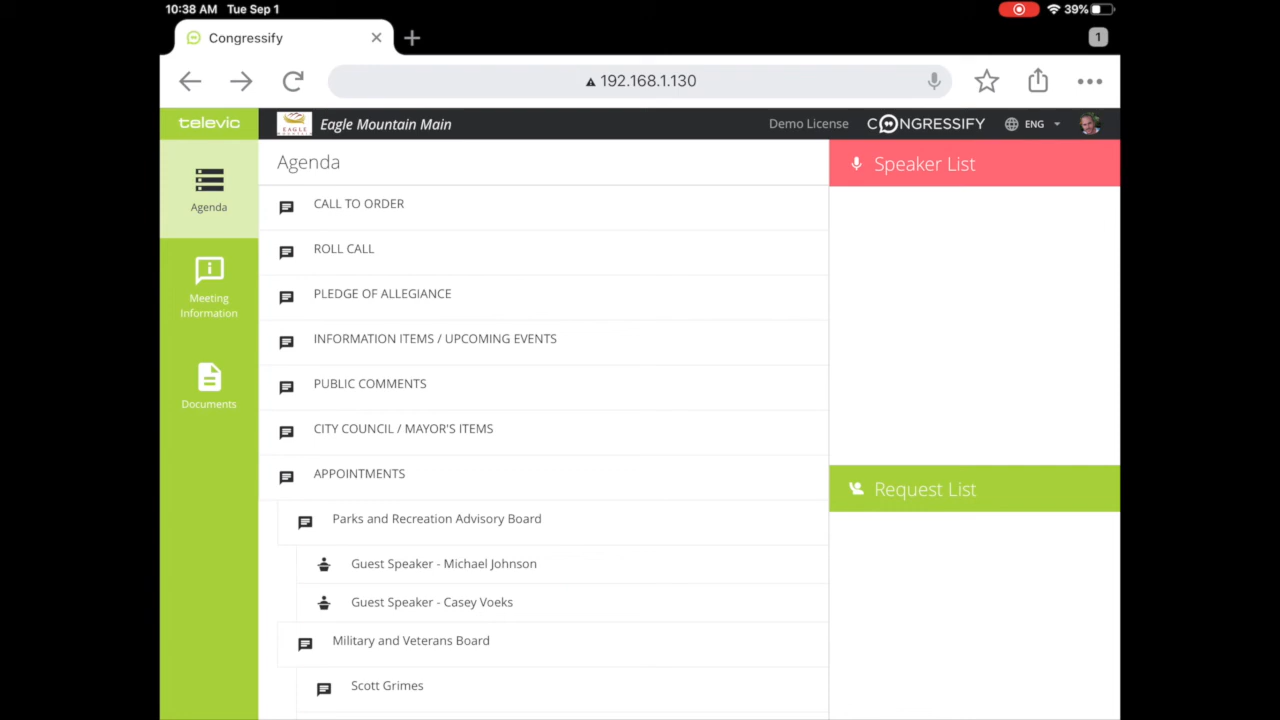 10:38 AM Tue Sep 1
39%
Congressify
1
192.168.1.130
televic
EAGLE
Eagle Mountain Main
Demo License
CONGRESSIFY
ENG
Agenda
Meeting
Information
Documents
Agenda
CALL TO ORDER
ROLL CALL
PLEDGE OF ALLEGIANCE
INFORMATION ITEMS / UPCOMING EVENTS
PUBLIC COMMENTS
CITY COUNCIL / MAYOR'S ITEMS
APPOINTMENTS
Parks and Recreation Advisory Board
Guest Speaker - Michael Johnson
Guest Speaker - Casey Voeks
Military and Veterans Board
Scott Grimes
Speaker List
Request List